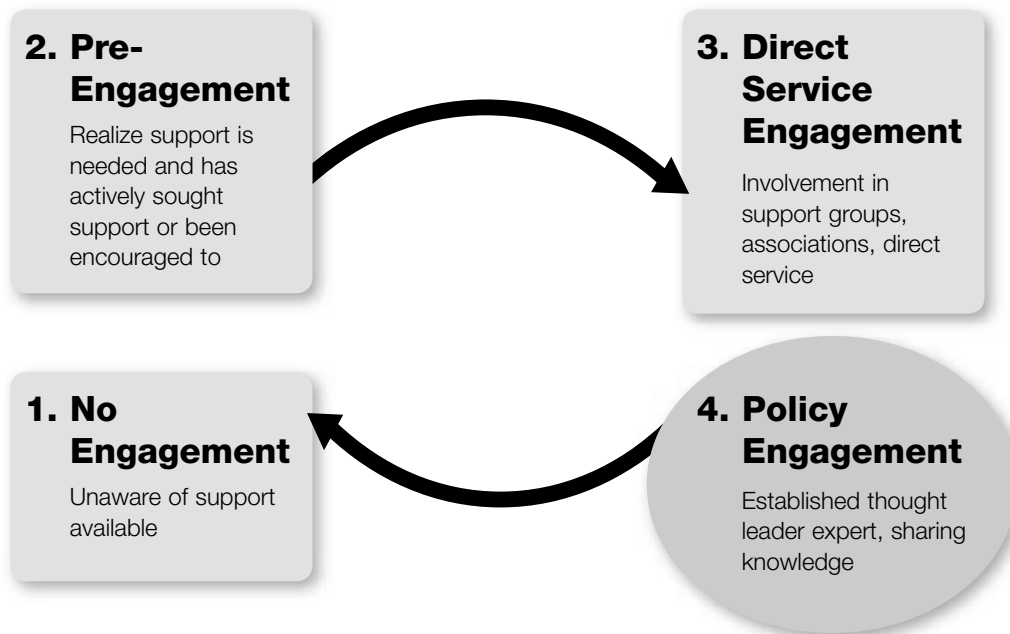 2. Pre-
Engagement
Realize support is
needed and has
actively sought
support or been
encouraged to
3. Direct
Service
Engagement
Involvement in
support groups,
associations, direct
service
1. No
Engagement
Unaware of support
available
4. Policy
Engagement
Established thought
leader expert, sharing
knowledge